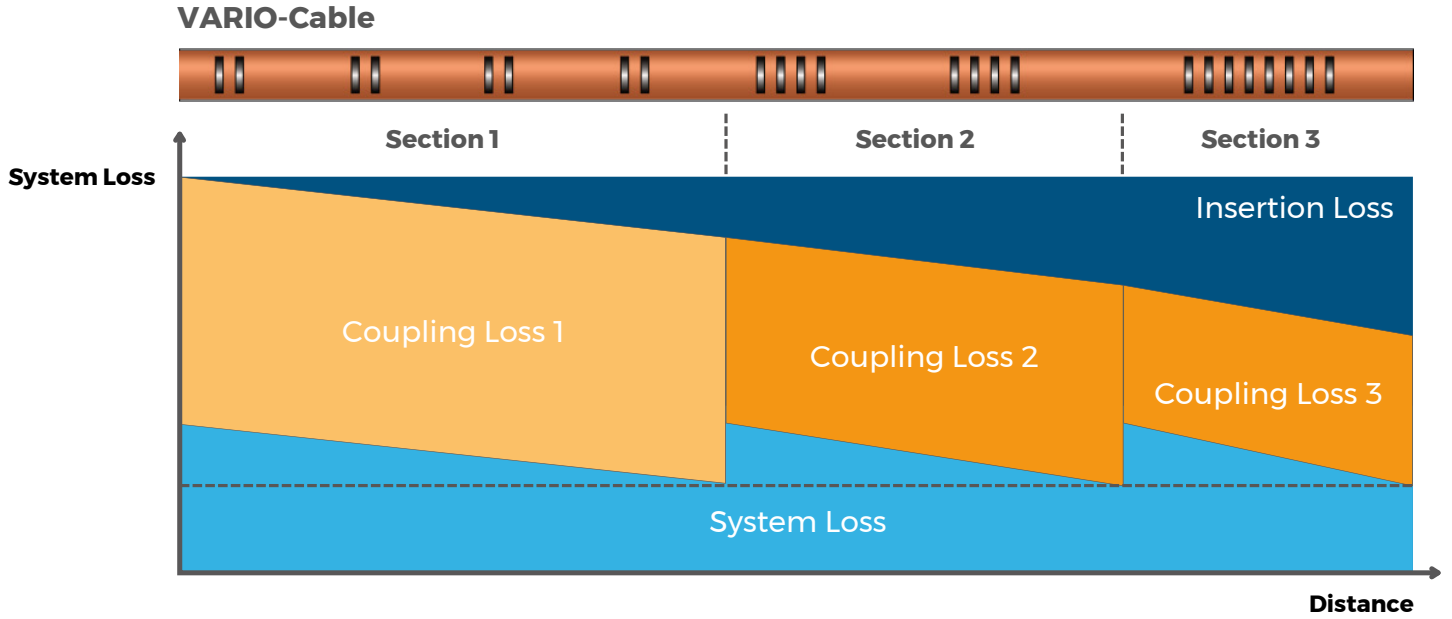 VARIO-Cable
Section 1
Section 2
Section 3
System Loss
Insertion Loss
Coupling Loss 1
Coupling Loss 2
Coupling Loss 3
System Loss
Distance